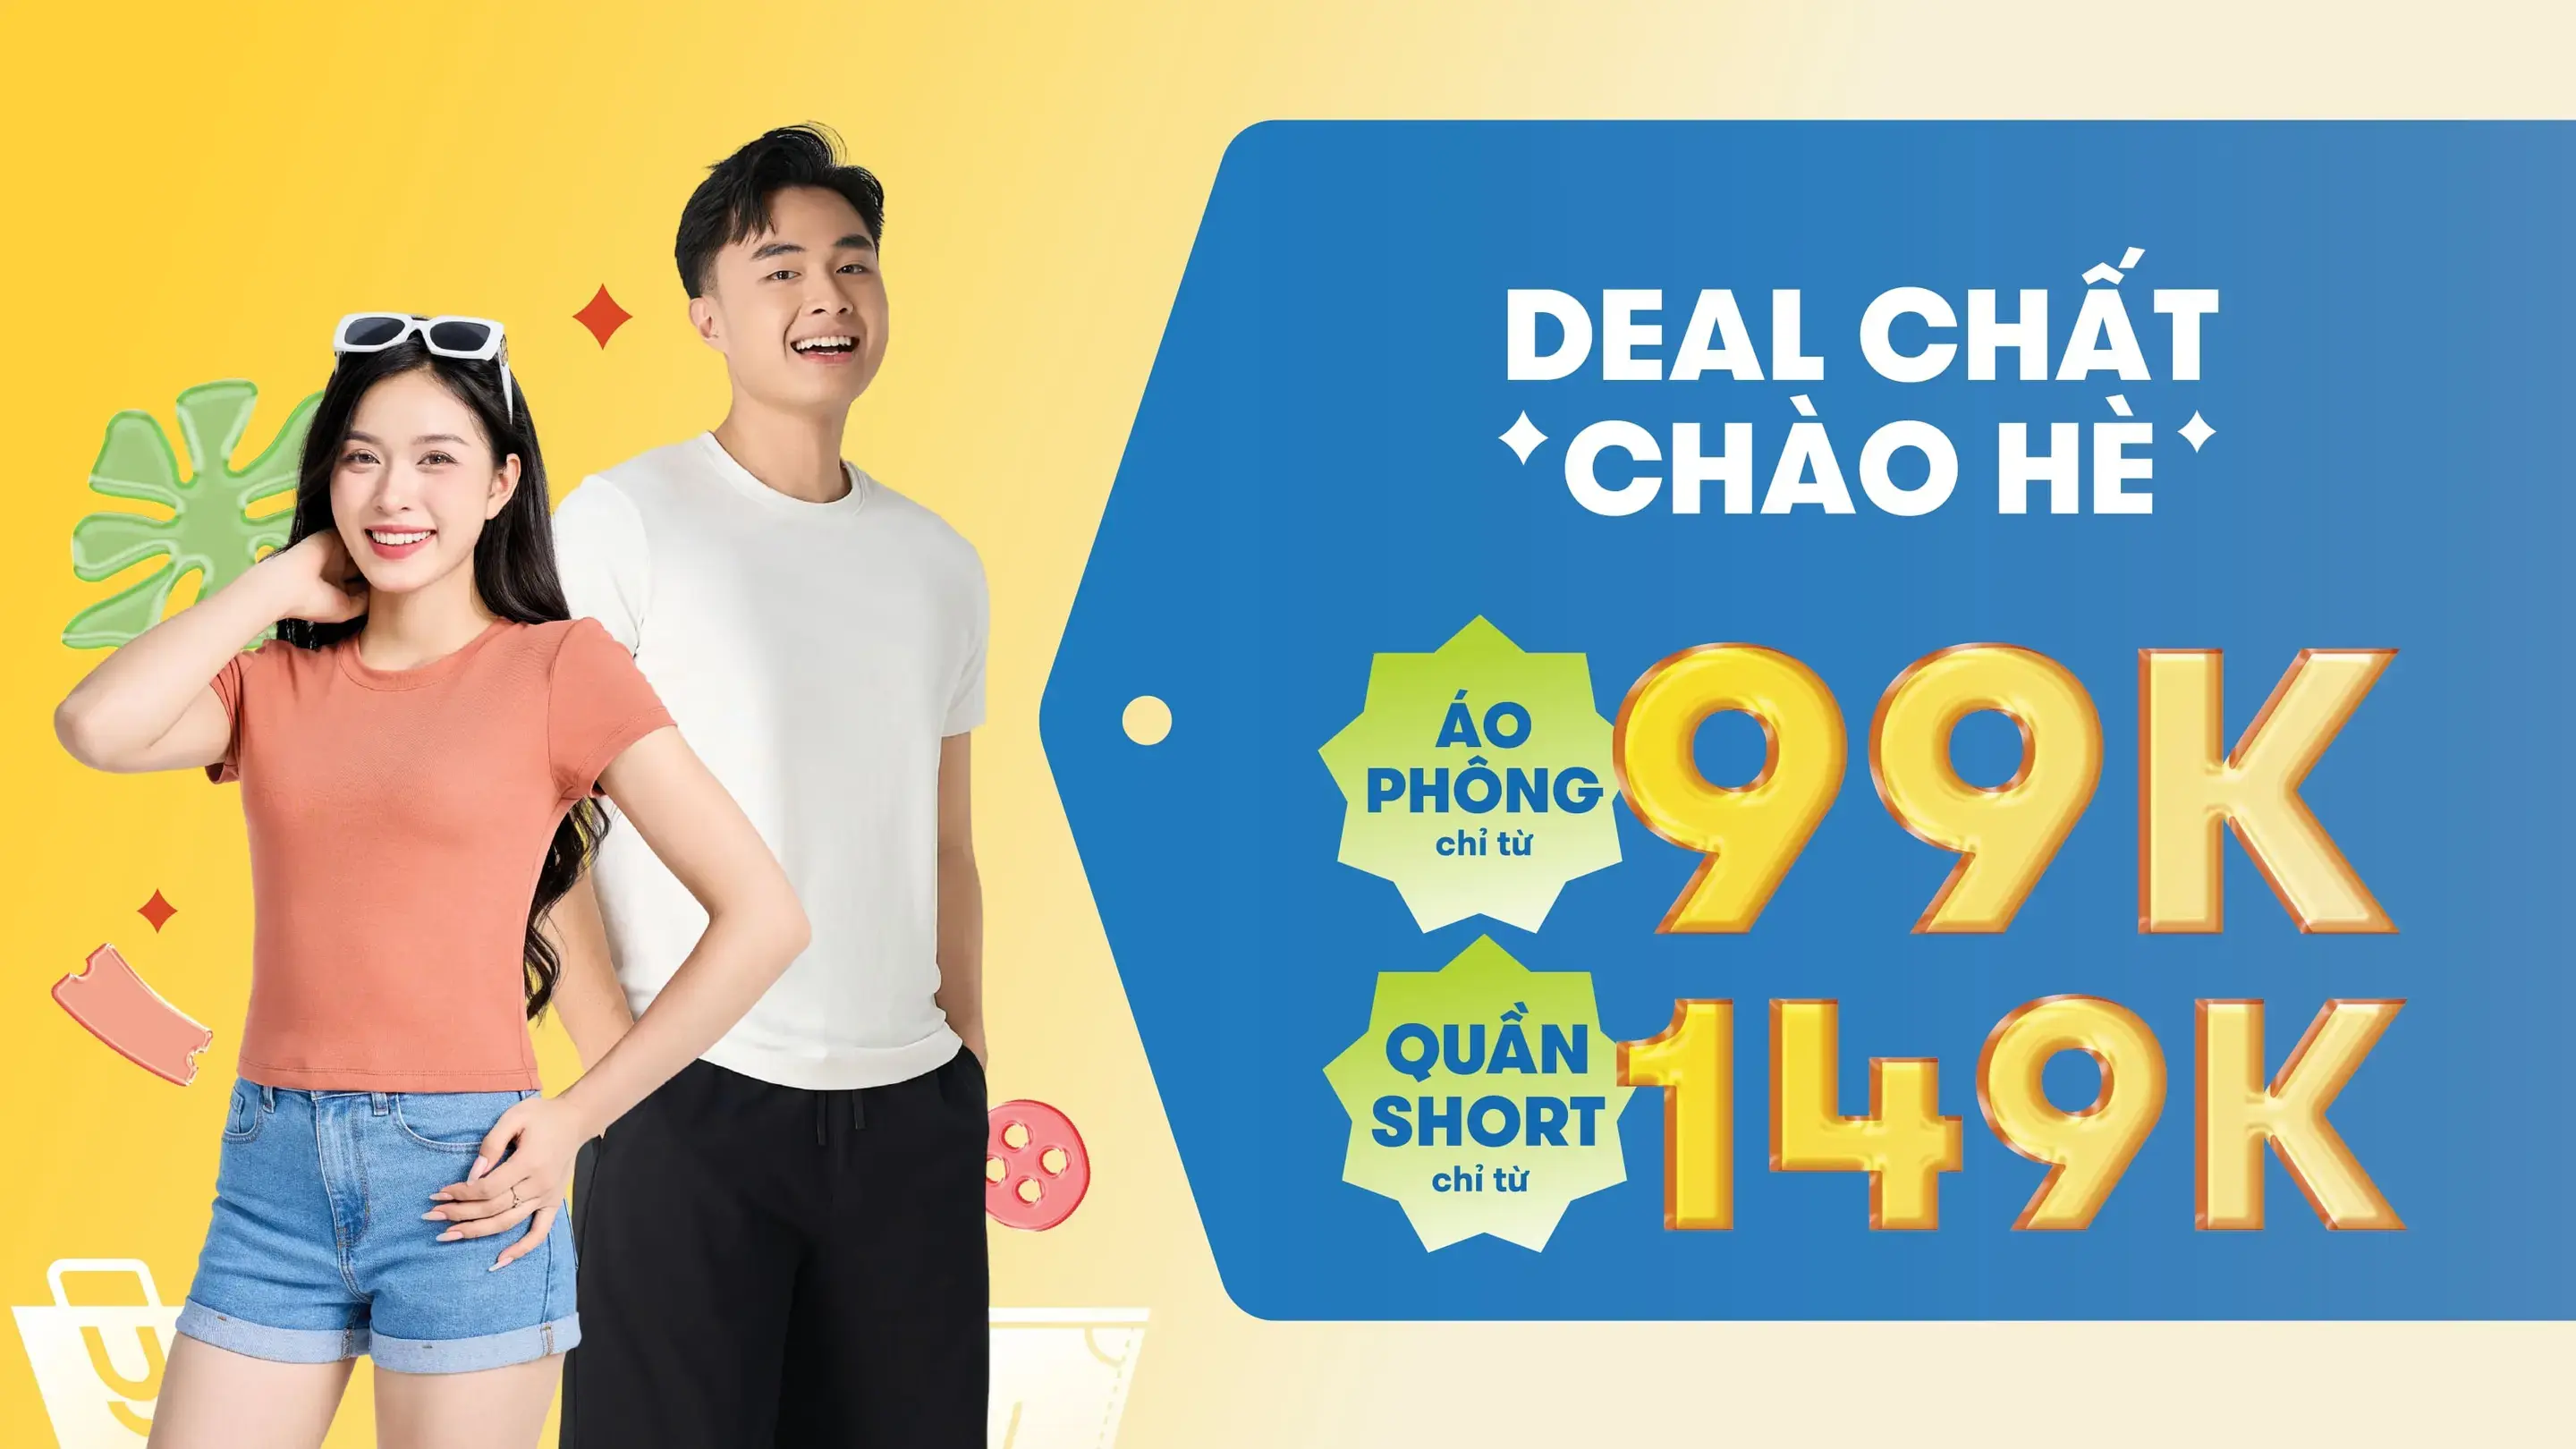 DEAL CHẤT
CHÀO HÈ
ÁO
PHÔNG
chỉ từ
99K
QUẦN
SHORT
chỉ từ
149K